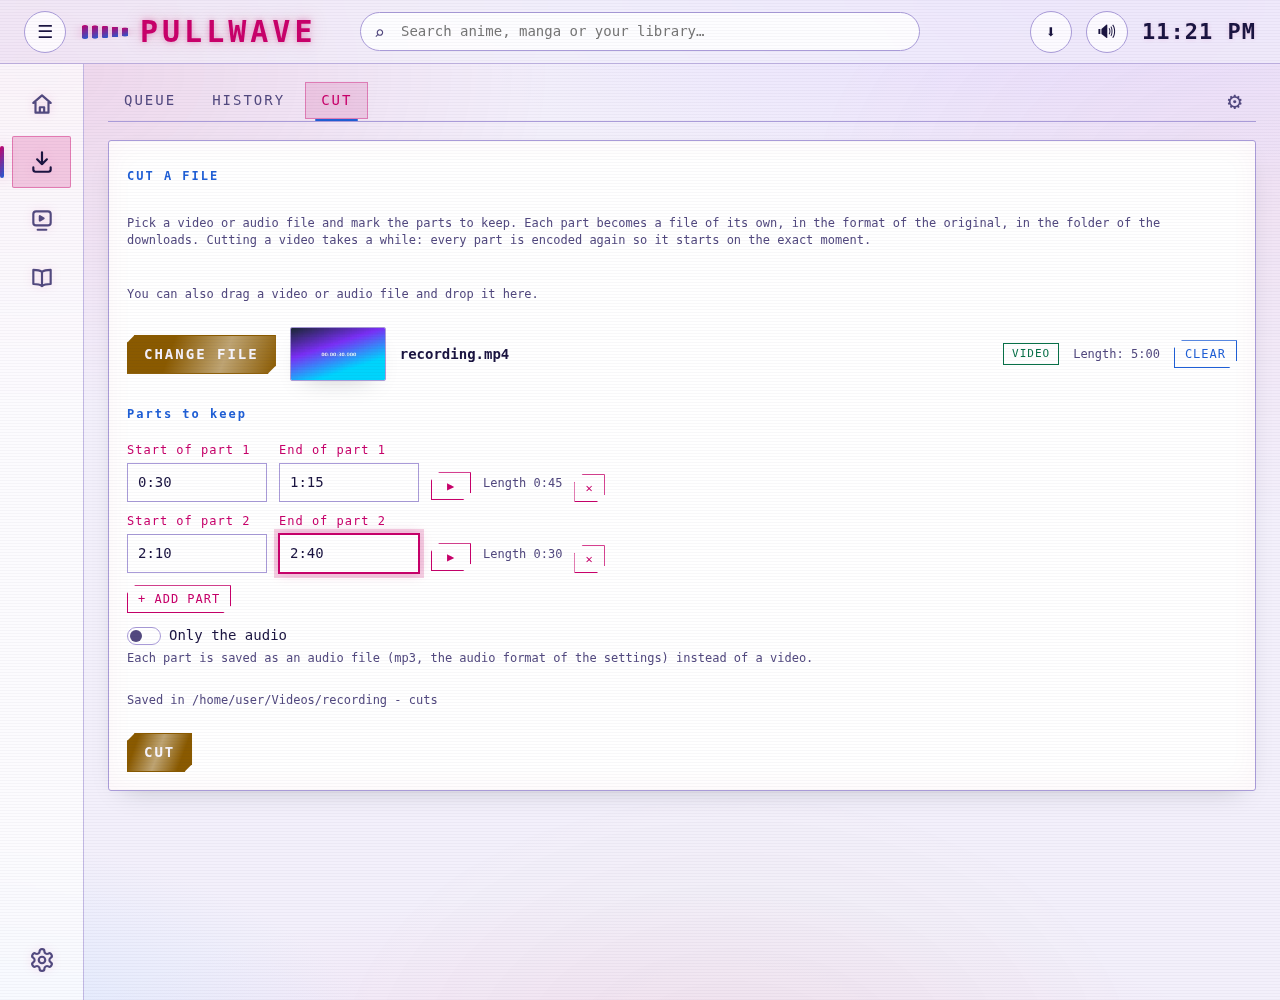 PULLWAVE
Search anime, manga or your library…
11:21 PM
QUEUE
HISTORY
CUT
CUT A FILE
Pick a video or audio file and mark the parts to keep. Each part becomes a file of its own, in the format of the original, in the folder of the
downloads. Cutting a video takes a while: every part is encoded again so it starts on the exact moment.
You can also drag a video or audio file and drop it here.
CHANGE FILE
recording.mp4
VIDEO
Length: 5:00
CLEAR
Parts to keep
Start of part 1
End of part 1
0:30
1:15
Length 0:45
Start of part 2
End of part 2
2:10
2:40
Length 0:30
+ ADD PART
Only the audio
Each part is saved as an audio file (mp3, the audio format of the settings) instead of a video.
Saved in /home/user/Videos/recording - cuts
CUT